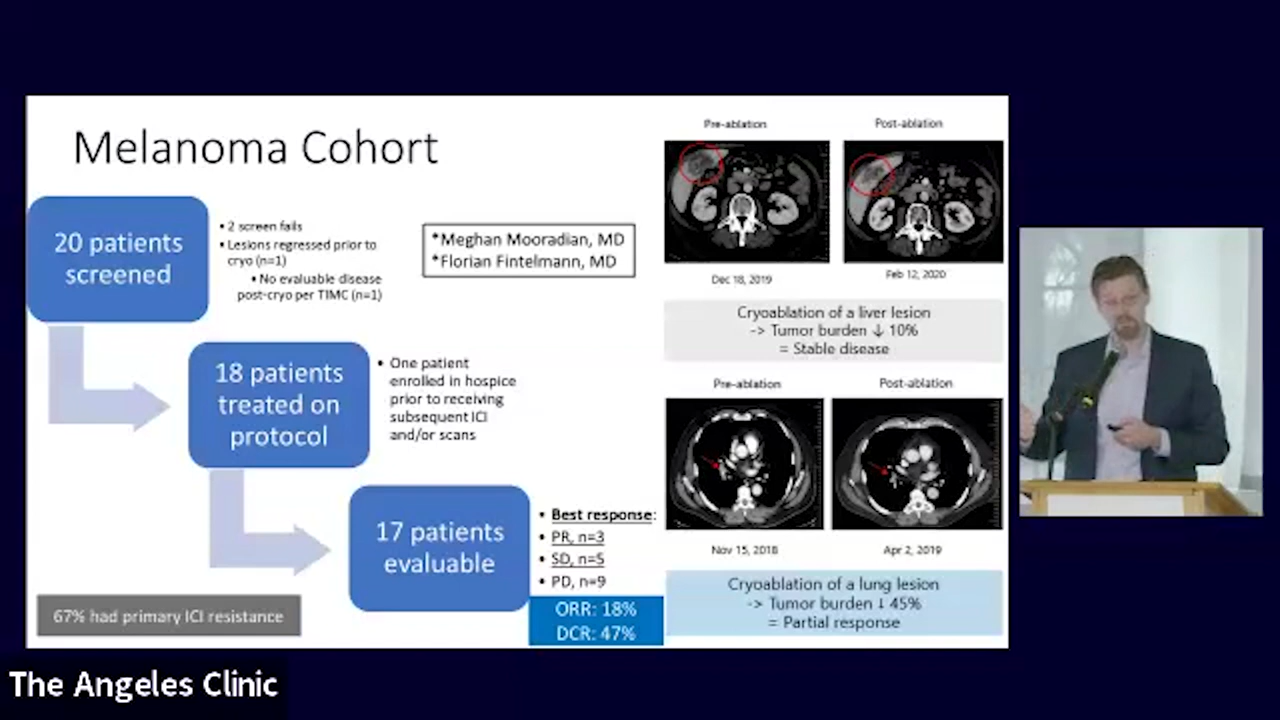 Melanoma Cohort
20 patients
screened
• 2 screen fails
• Lesions regressed prior to
cryo (n=1)
• No evaluable disease
post-cryo per TIMC (n=1)
*Meghan Mooradian, MD
*Florian Fintelmann, MD
18 patients
treated on
protocol
• One patient
enrolled in hospice
prior to receiving
subsequent ICI
and/or scans
17 patients
evaluable
• Best response:
• PR, n=3
• SD, n=5
• PD, n=9
ORR: 18%
DCR: 47%
67% had primary ICI resistance
Pre-ablation
Post-ablation
Dec 18, 2019
Feb 12, 2020
Cryoablation of a liver lesion
-> Tumor burden ↓ 10%
= Stable disease
Pre-ablation
Post-ablation
Nov 15, 2018
Apr 2, 2019
Cryoablation of a lung lesion
-> Tumor burden ↓ 45%
= Partial response
The Angeles Clinic